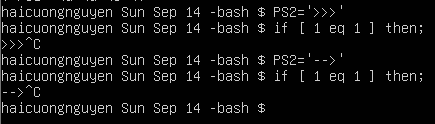 haicuongnguyen Sun Sep 14 -bash $ PS2='>>>'
haicuongnguyen Sun Sep 14 -bash $ if [ 1 eq 1 ] then;
>>>^C
haicuongnguyen Sun Sep 14 -bash $ PS2='-->'
haicuongnguyen Sun Sep 14 -bash $ if [ 1 eq 1 ] then;
-->^C
haicuongnguyen Sun Sep 14 -bash $